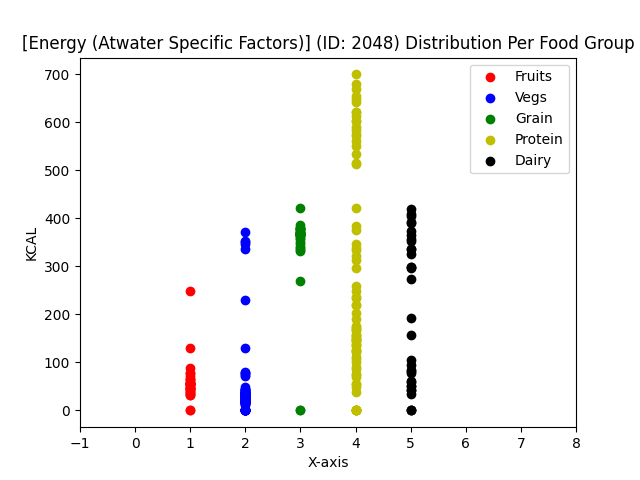 [Energy (Atwater Specific Factors)] (ID: 2048) Distribution Per Food Group
700
600
500
400
300
200
100
0
KCAL
Fruits
Vegs
Grain
Protein
Dairy
−1 0 1 2 3 4 5 6 7 8
X-axis